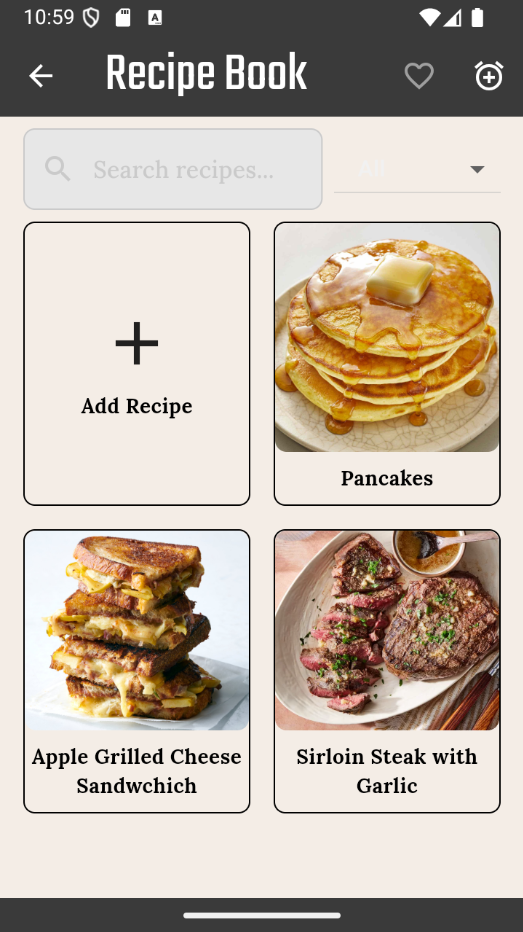 10:59
Recipe Book
Search recipes...
All
Add Recipe
Pancakes
Apple Grilled Cheese
Sandwchich
Sirloin Steak with
Garlic